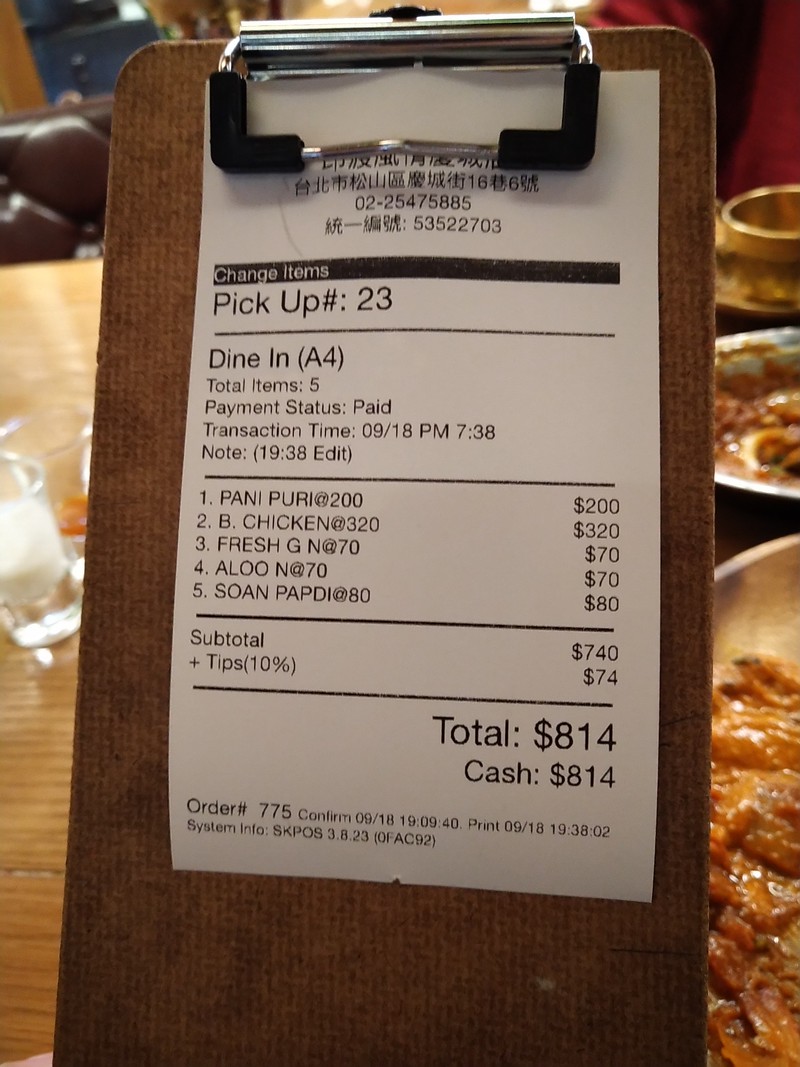 台北市松山區慶城街16巷6號
02-25475885
統一編號: 53522703
Change Items
Pick Up#: 23
Dine In (A4)
Total Items: 5
Payment Status: Paid
Transaction Time: 09/18 PM 7:38
Note: (19:38 Edit)
1. PANI PURI@200 $200
2. B. CHICKEN@320 $320
3. FRESH G N@70 $70
4. ALOO N@70 $70
5. SOAN PAPDI@80 $80
Subtotal $740
+ Tips(10%) $74
Total: $814
Cash: $814
Order# 775 Confirm 09/18 19:09:40. Print 09/18 19:38:02
System Info: SKPOS 3.8.23 (0FAC92)